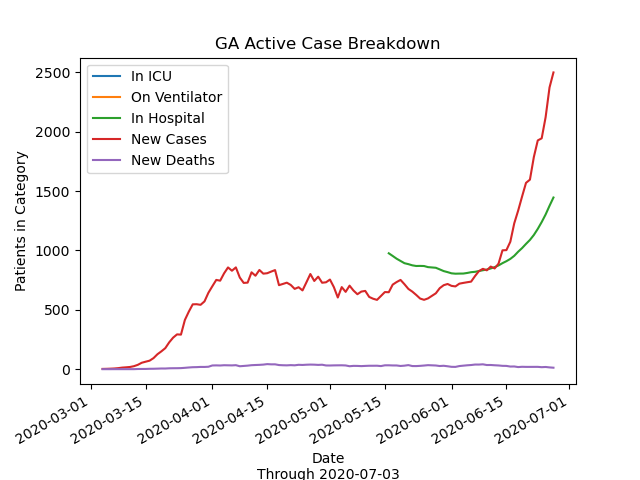 GA Active Case Breakdown
In ICU
On Ventilator
In Hospital
New Cases
New Deaths
Patients in Category
2500
2000
1500
1000
500
0
2020-03-01
2020-03-15
2020-04-01
2020-04-15
2020-05-01
2020-05-15
2020-06-01
2020-06-15
2020-07-01
Date
Through 2020-07-03